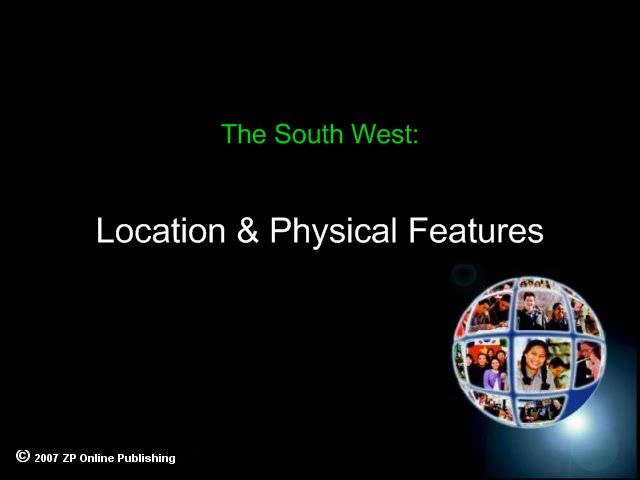 The South West:
Location & Physical Features
© 2007 ZP Online Publishing